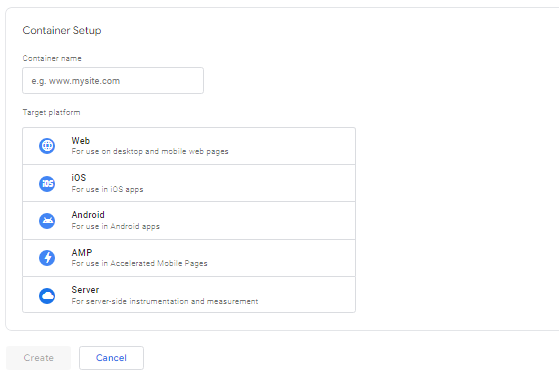 Container Setup
Container name
e.g. www.mysite.com
Target platform
Web
For use on desktop and mobile web pages
iOS
iOS
For use in iOS apps
Android
For use in Android apps
AMP
For use in Accelerated Mobile Pages
Server
For server-side instrumentation and measurement
Create
Cancel